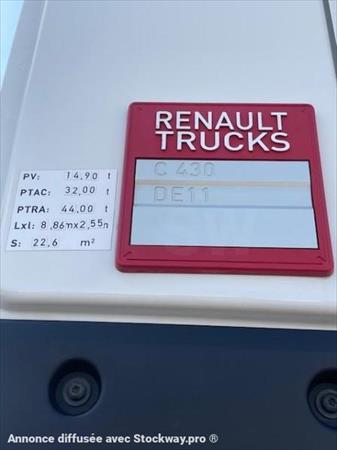 RENAULT
TRUCKS
C 430
DE11
PV: 14,90 t
PTAC: 32,00 t
PTRA: 44,00 t
Lxl: 8,86mx2,55m
S: 22,6 m²
Annonce diffusée avec Stockway.pro ®